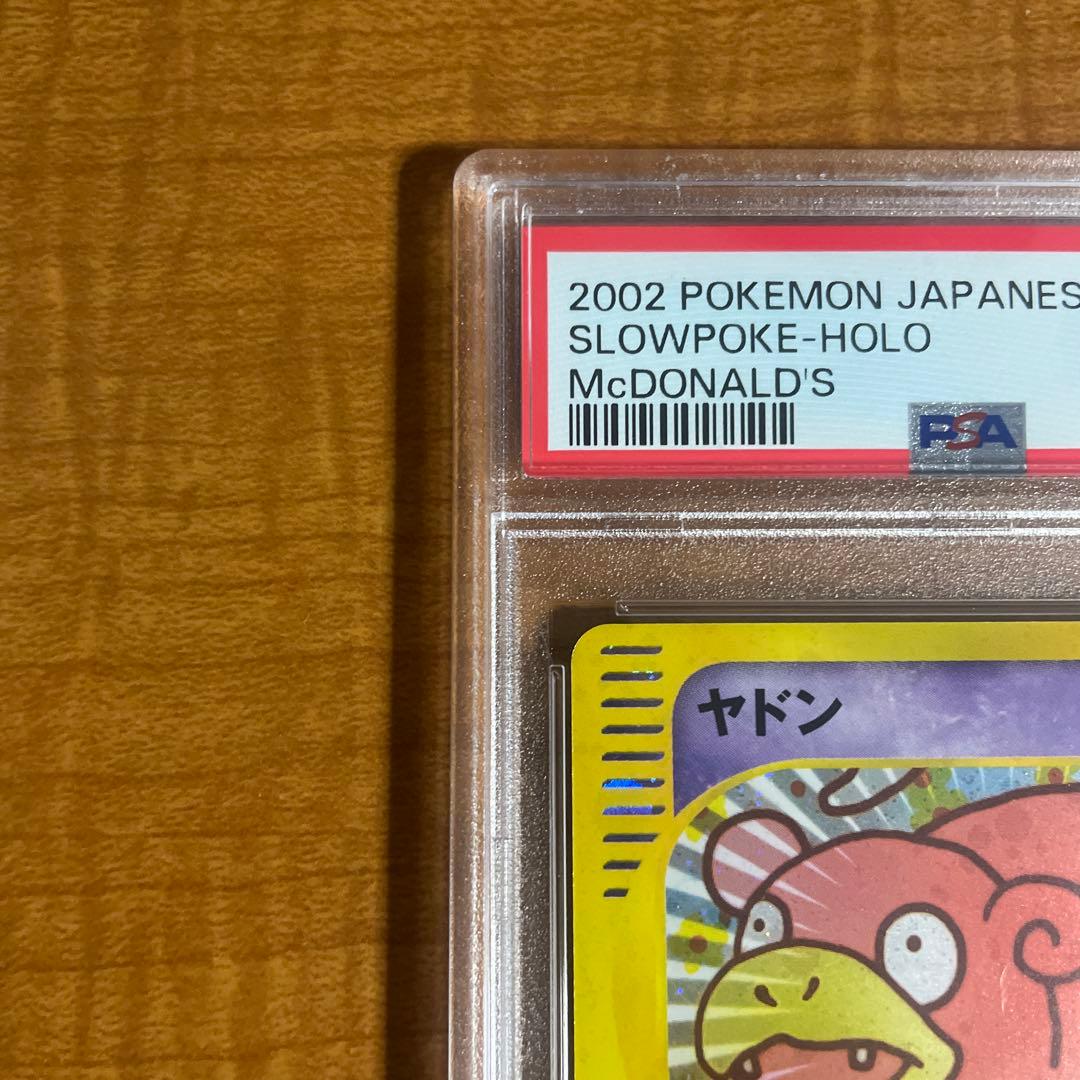 2002 POKEMON JAPANES
SLOWPOKE-HOLO
McDONALD'S
PSA
ヤドン